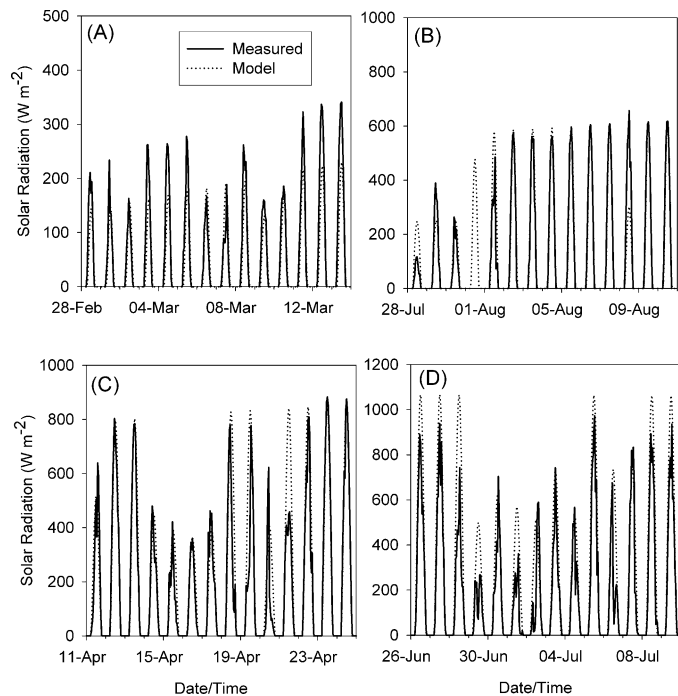 (A)
Measured
Model
Solar Radiation (W m-2)
500
400
300
200
100
0
28-Feb
04-Mar
08-Mar
12-Mar
(B)
1000
800
600
400
200
0
28-Jul
01-Aug
05-Aug
09-Aug
(C)
Solar Radiation (W m-2)
1000
800
600
400
200
0
11-Apr
15-Apr
19-Apr
23-Apr
Date/Time
(D)
1200
1000
800
600
400
200
0
26-Jun
30-Jun
04-Jul
08-Jul
Date/Time